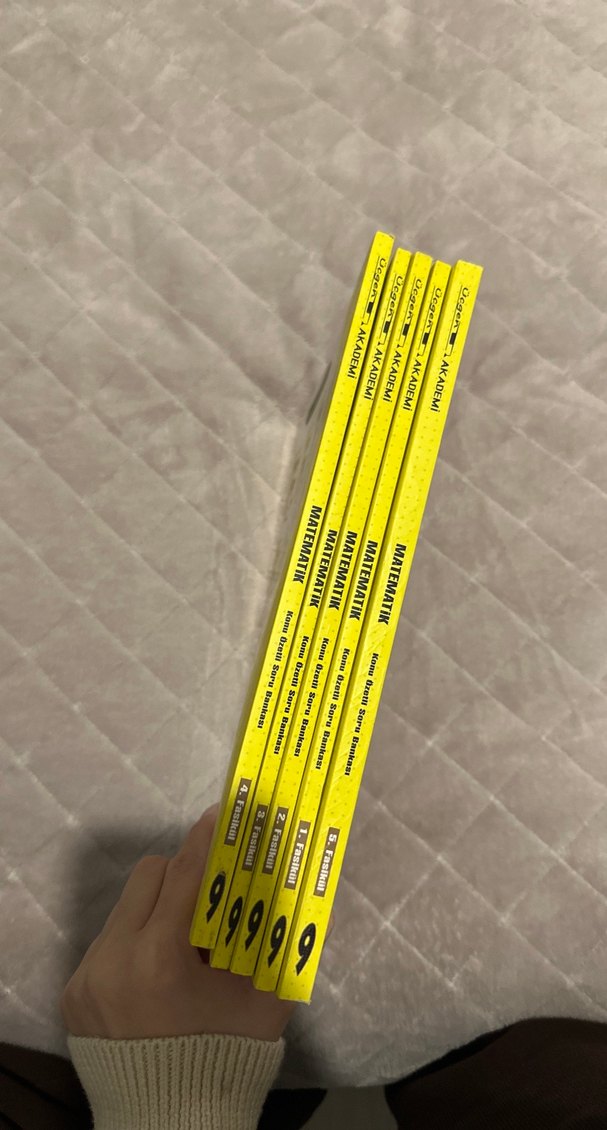 Üçgen AKADEMİ MATEMATİK Konu Özetli Soru Bankası 4. Fasikül 9
Üçgen AKADEMİ MATEMATİK Konu Özetli Soru Bankası 3. Fasikül 9
Üçgen AKADEMİ MATEMATİK Konu Özetli Soru Bankası 2. Fasikül 9
Üçgen AKADEMİ MATEMATİK Konu Özetli Soru Bankası 1. Fasikül 9
Üçgen AKADEMİ MATEMATİK Konu Özetli Soru Bankası 5. Fasikül 9